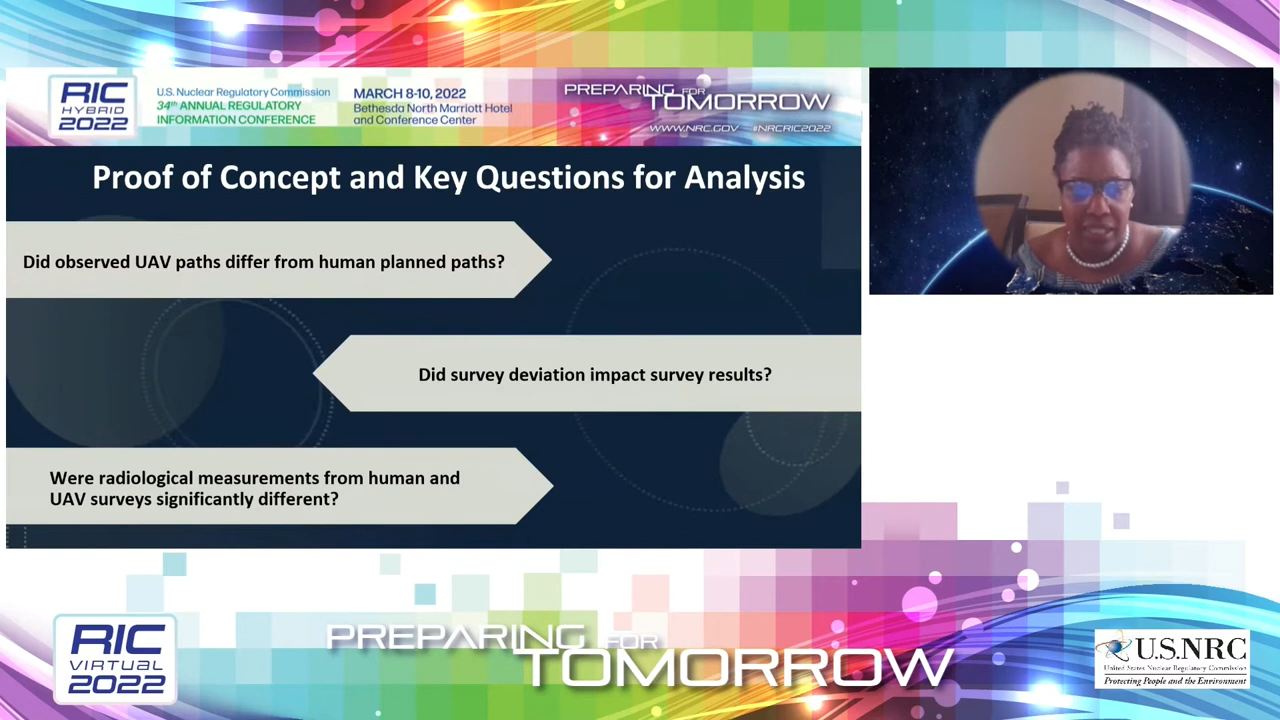 RIC
HYBRID
2022
U.S. Nuclear Regulatory Commission
34th ANNUAL REGULATORY
INFORMATION CONFERENCE
MARCH 8-10, 2022
Bethesda North Marriott Hotel
and Conference Center
PREPARING FOR
TOMORROW
WWW.NRC.GOV #NRCRIC2022
Proof of Concept and Key Questions for Analysis
Did observed UAV paths differ from human planned paths?
Did survey deviation impact survey results?
Were radiological measurements from human and
UAV surveys significantly different?
RIC
VIRTUAL
2022
PREPARING FOR
TOMORROW
U.S.NRC
United States Nuclear Regulatory Commission
Protecting People and the Environment